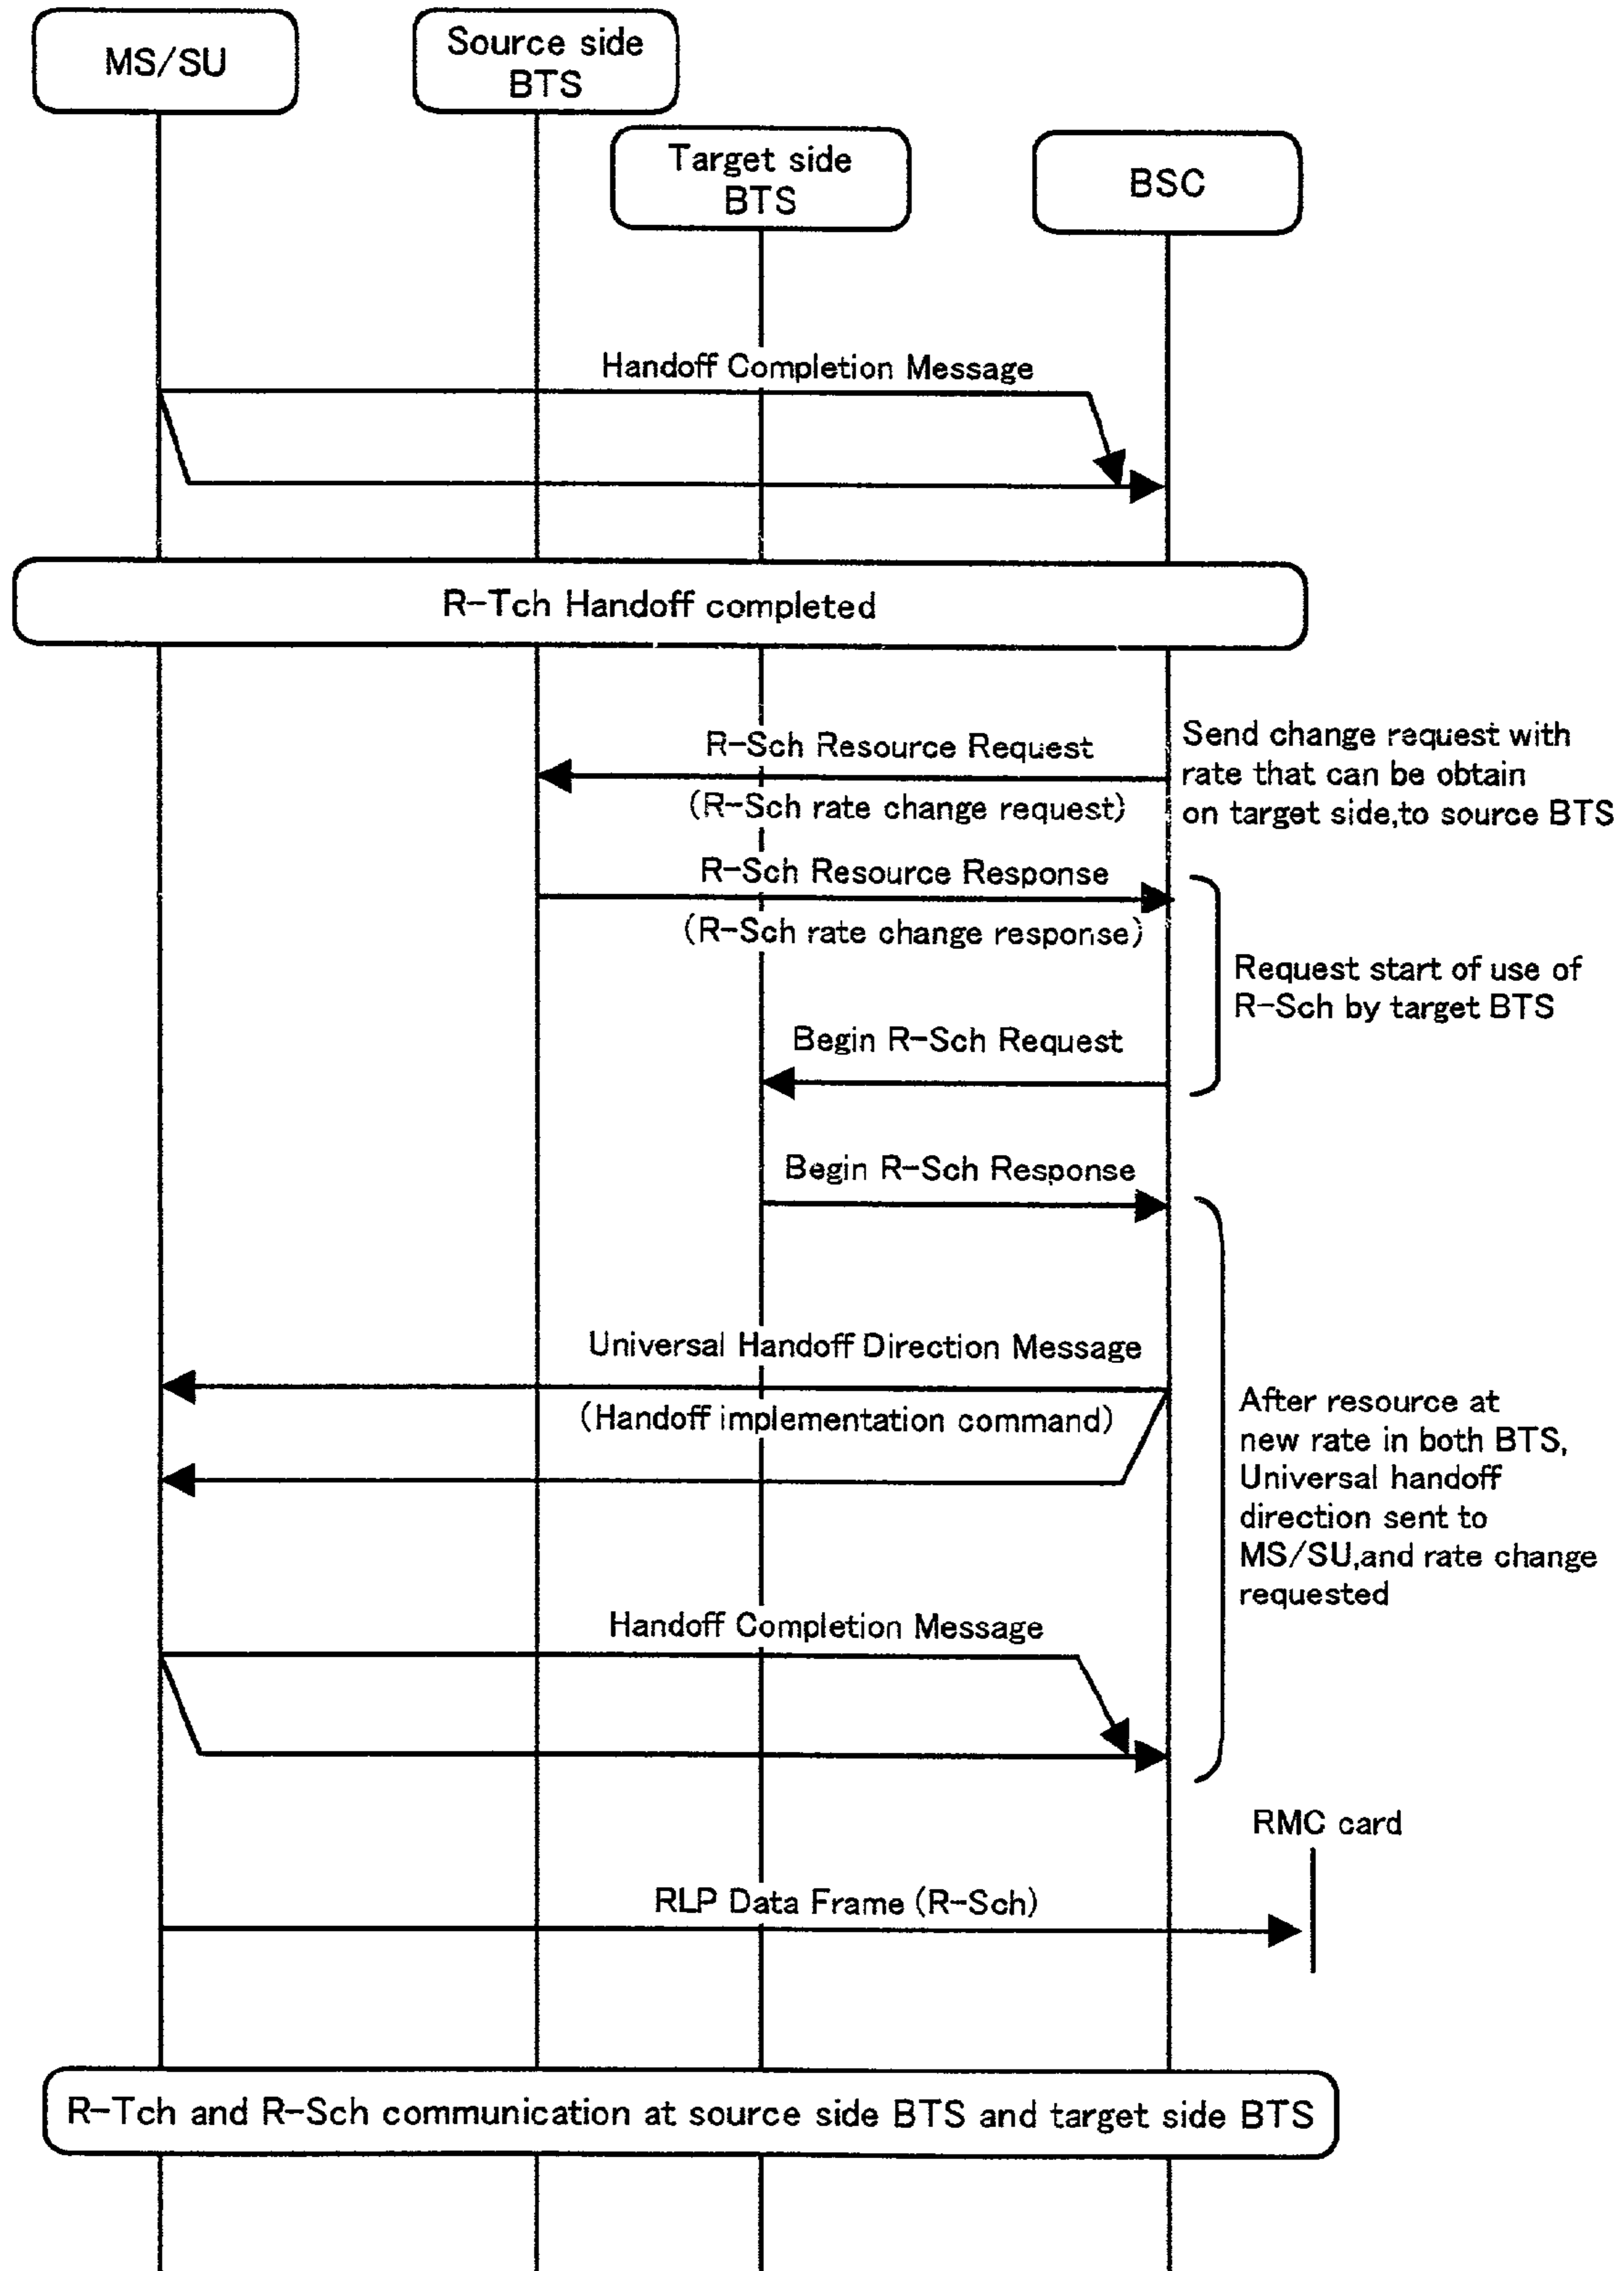 MS/SU
Source side
BTS
Target side
BTS
BSC
Handoff Completion Message
R-Tch Handoff completed
R-Sch Resource Request
(R-Sch rate change request)
Send change request with
rate that can be obtain
on target side,to source BTS
R-Sch Resource Response
(R-Sch rate change response)
Request start of use of
R-Sch by target BTS
Begin R-Sch Request
Begin R-Sch Response
Universal Handoff Direction Message
(Handoff implementation command)
After resource at
new rate in both BTS,
Universal handoff
direction sent to
MS/SU,and rate change
requested
Handoff Completion Message
RMC card
RLP Data Frame (R-Sch)
R-Tch and R-Sch communication at source side BTS and target side BTS